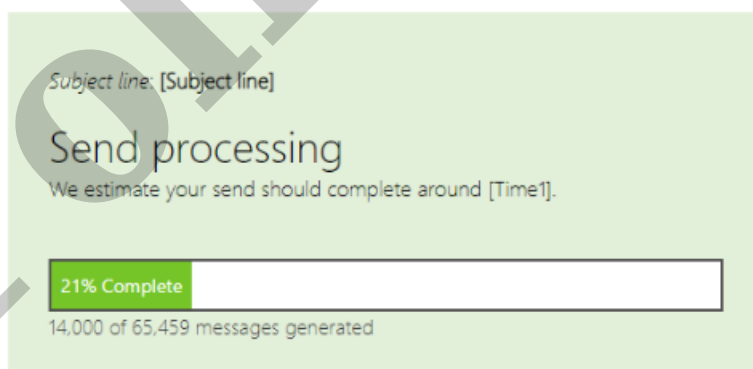 Subject line: [Subject line]
Send processing
We estimate your send should complete around [Time1].
21% Complete
14,000 of 65,459 messages generated